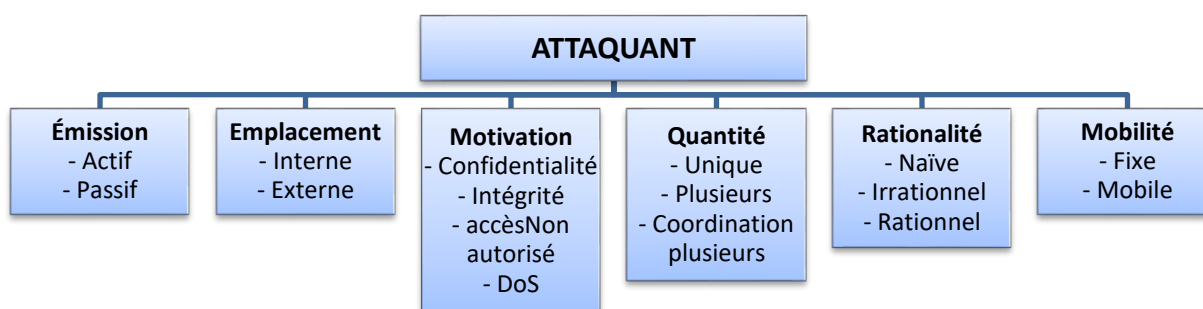 ATTAQUANT
Émission
- Actif
- Passif
Emplacement
- Interne
- Externe
Motivation
- Confidentialité
- Intégrité
- accèsNon
autorisé
- DoS
Quantité
- Unique
- Plusieurs
- Coordination
plusieurs
Rationalité
- Naïve
- Irrationnel
- Rationnel
Mobilité
- Fixe
- Mobile